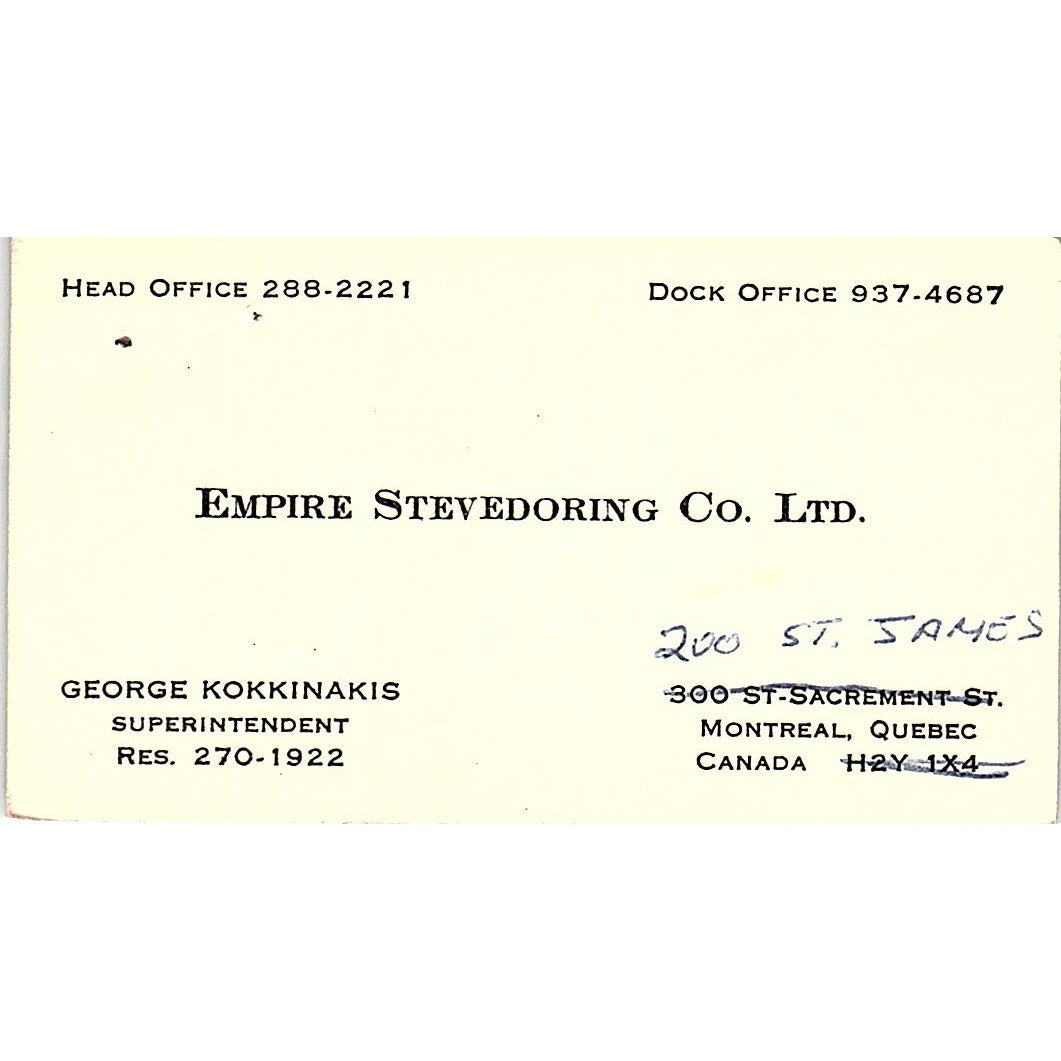 HEAD OFFICE 288-2221
DOCK OFFICE 937-4687
EMPIRE STEVEDORING CO. LTD.
GEORGE KOKKINAKIS
SUPERINTENDENT
RES. 270-1922
200 ST. JAMES
300 ST-SACREMENT ST.
MONTREAL, QUEBEC
CANADA H2Y 1X4